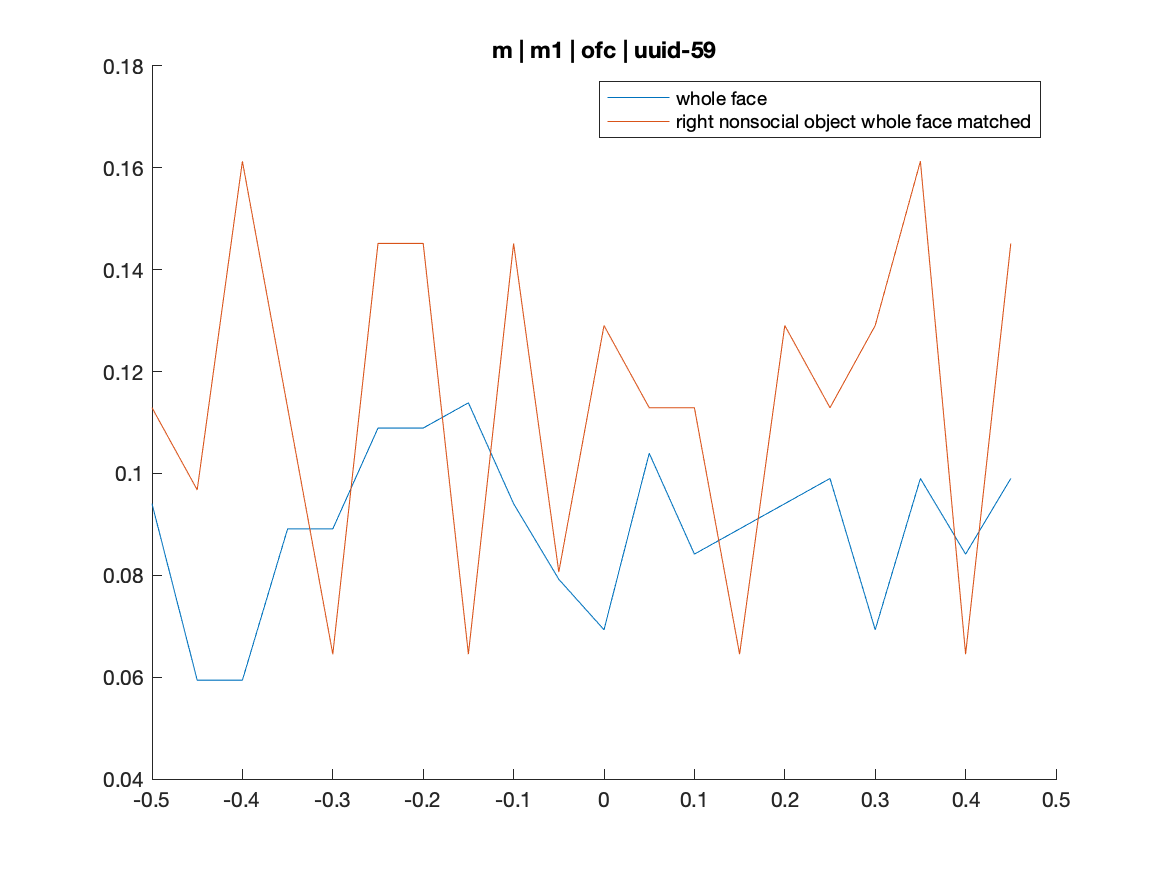 m | m1 | ofc | uuid-59
0.18
whole face
right nonsocial object whole face matched
0.16
0.14
0.12
0.1
0.08
0.06
0.04
-0.5 -0.4 -0.3 -0.2 -0.1 0 0.1 0.2 0.3 0.4 0.5